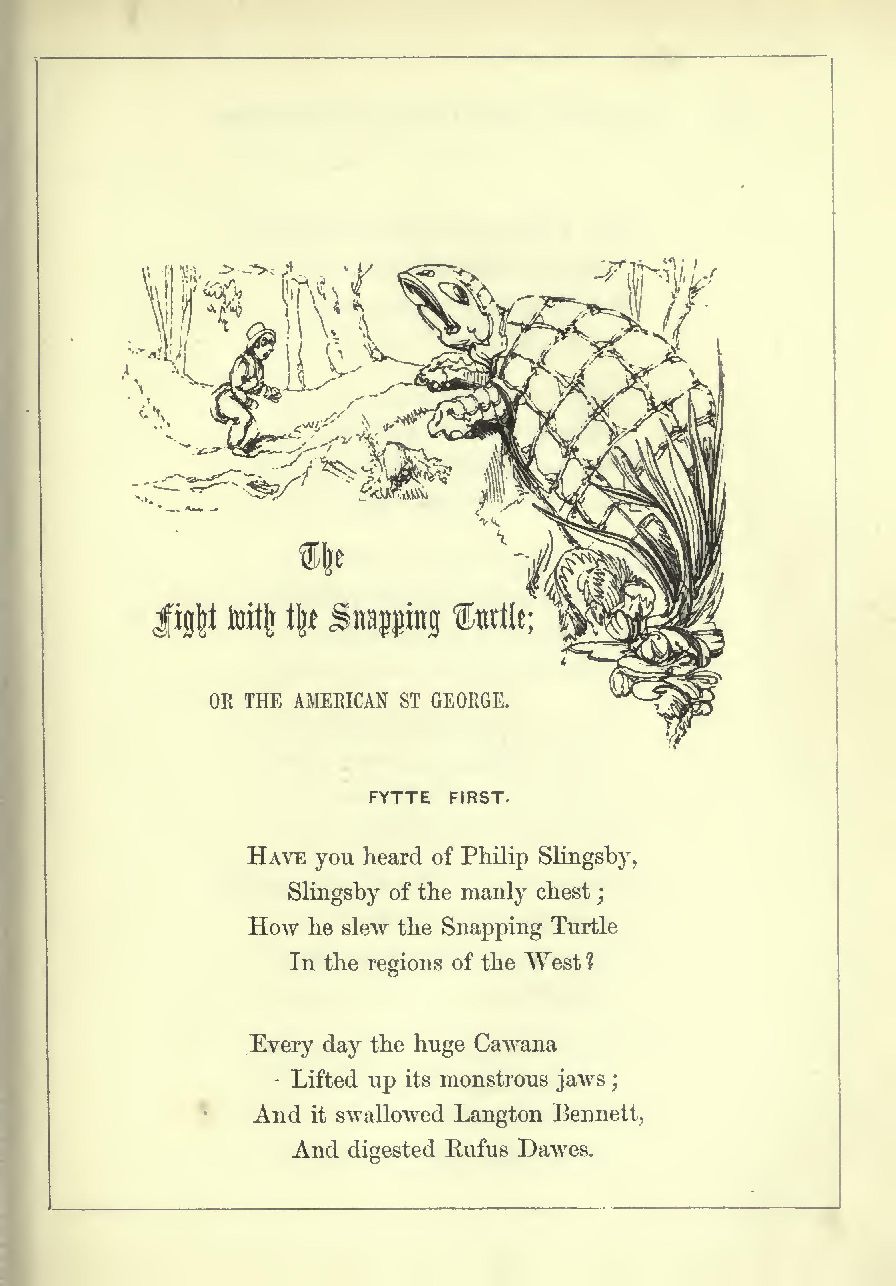 The
Fight with the Snapping Turtle;
OR THE AMERICAN ST GEORGE.
FYTTE FIRST.
HAVE you heard of Philip Slingsby,
Slingsby of the manly chest;
How he slew the Snapping Turtle
In the regions of the West?
Every day the huge Cawana
Lifted up its monstrous jaws;
And it swallowed Langton Bennett,
And digested Rufus Dawes.